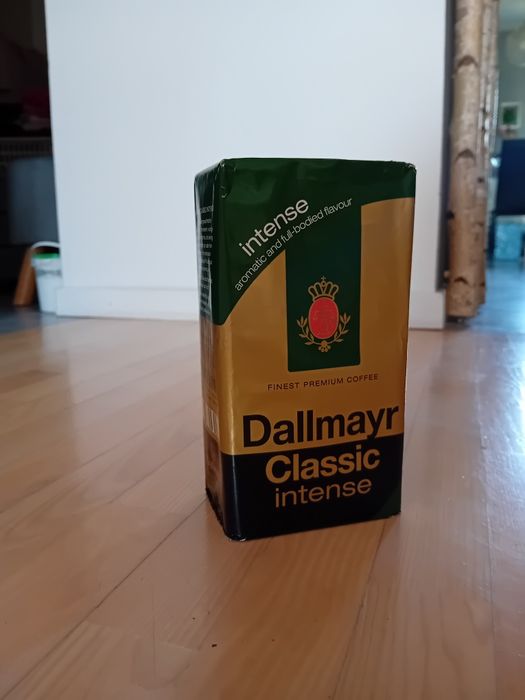 intense
aromatic and full-bodied flavour
FINEST PREMIUM COFFEE
Dallmayr
Classic
intense